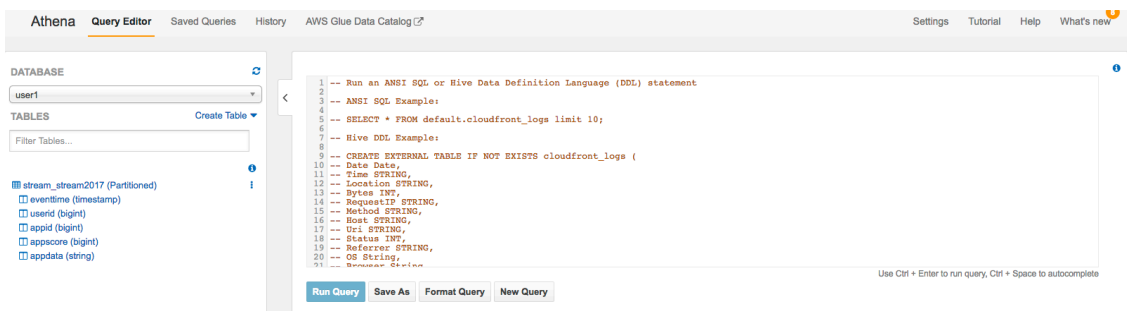 Athena Query Editor Saved Queries History AWS Glue Data Catalog Settings Tutorial Help What's new
DATABASE
user1
TABLES Create Table
Filter Tables...
stream_stream2017 (Partitioned)
eventtime (timestamp)
userid (bigint)
appid (bigint)
appscore (bigint)
appdata (string)
1 -- Run an ANSI SQL or Hive Data Definition Language (DDL) statement
2
3 -- ANSI SQL Example:
4
5 -- SELECT * FROM default.cloudfront_logs limit 10;
6
7 -- Hive DDL Example:
8
9 -- CREATE EXTERNAL TABLE IF NOT EXISTS cloudfront_logs (
10 -- Date Date,
11 -- Time STRING,
12 -- Location STRING,
13 -- Bytes INT,
14 -- RequestIP STRING,
15 -- Method STRING,
16 -- Host STRING,
17 -- Uri STRING,
18 -- Status INT,
19 -- Referrer STRING,
20 -- OS String,
21 -- Browser String
Use Ctrl + Enter to run query, Ctrl + Space to autocomplete
Run Query Save As Format Query New Query